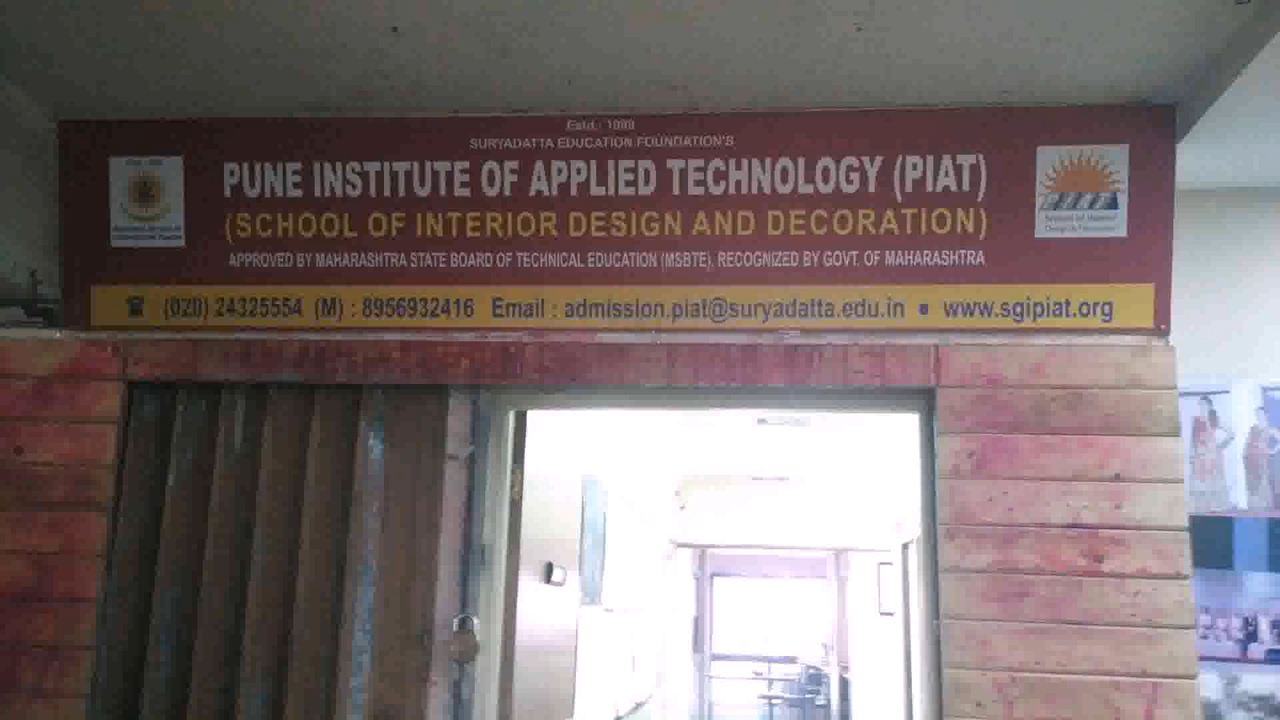 Estd.: 1999
SURYADATTA EDUCATION FOUNDATION'S
PUNE INSTITUTE OF APPLIED TECHNOLOGY (PIAT)
(SCHOOL OF INTERIOR DESIGN AND DECORATION)
APPROVED BY MAHARASHTRA STATE BOARD OF TECHNICAL EDUCATION (MSBTE), RECOGNIZED BY GOVT. OF MAHARASHTRA
(020) 24325554 (M) : 8956932416 Email : admission.piat@suryadatta.edu.in • www.sgipiat.org